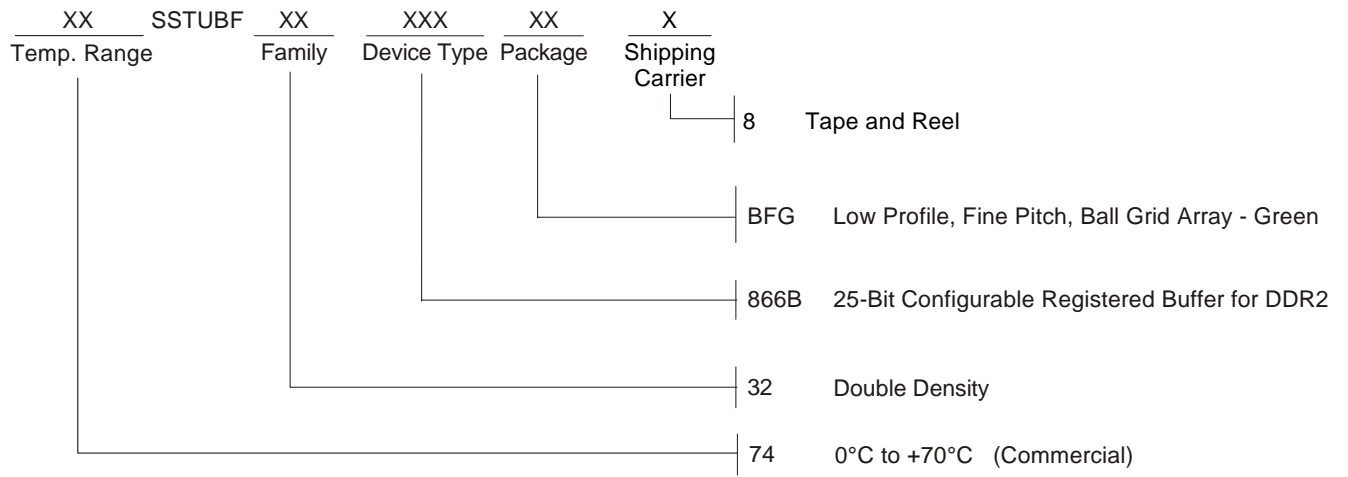 XX SSTUBF XX XXX XX X
Temp. Range Family Device Type Package Shipping
Carrier
8 Tape and Reel
BFG Low Profile, Fine Pitch, Ball Grid Array - Green
866B 25-Bit Configurable Registered Buffer for DDR2
32 Double Density
74 0°C to +70°C (Commercial)